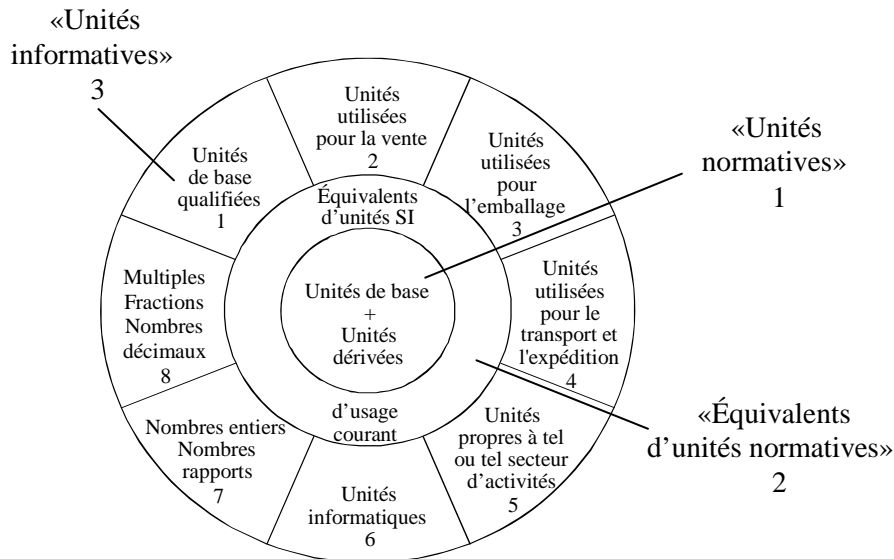 «Unités
informatives»
3
Unités
utilisées
pour la vente
2
Unités
utilisées
pour
l’emballage
3
«Unités
normatives»
1
Unités
de base
qualifiées
1
Équivalents
d’unités SI
Unités de base
+
Unités
dérivées
Multiples
Fractions
Nombres
décimaux
8
Unités
utilisées
pour le
transport et
l'expédition
4
d’usage
courant
Nombres entiers
Nombres
rapports
7
Unités
informatiques
6
Unités
propres à tel
ou tel secteur
d’activités
5
«Équivalents
d’unités normatives»
2